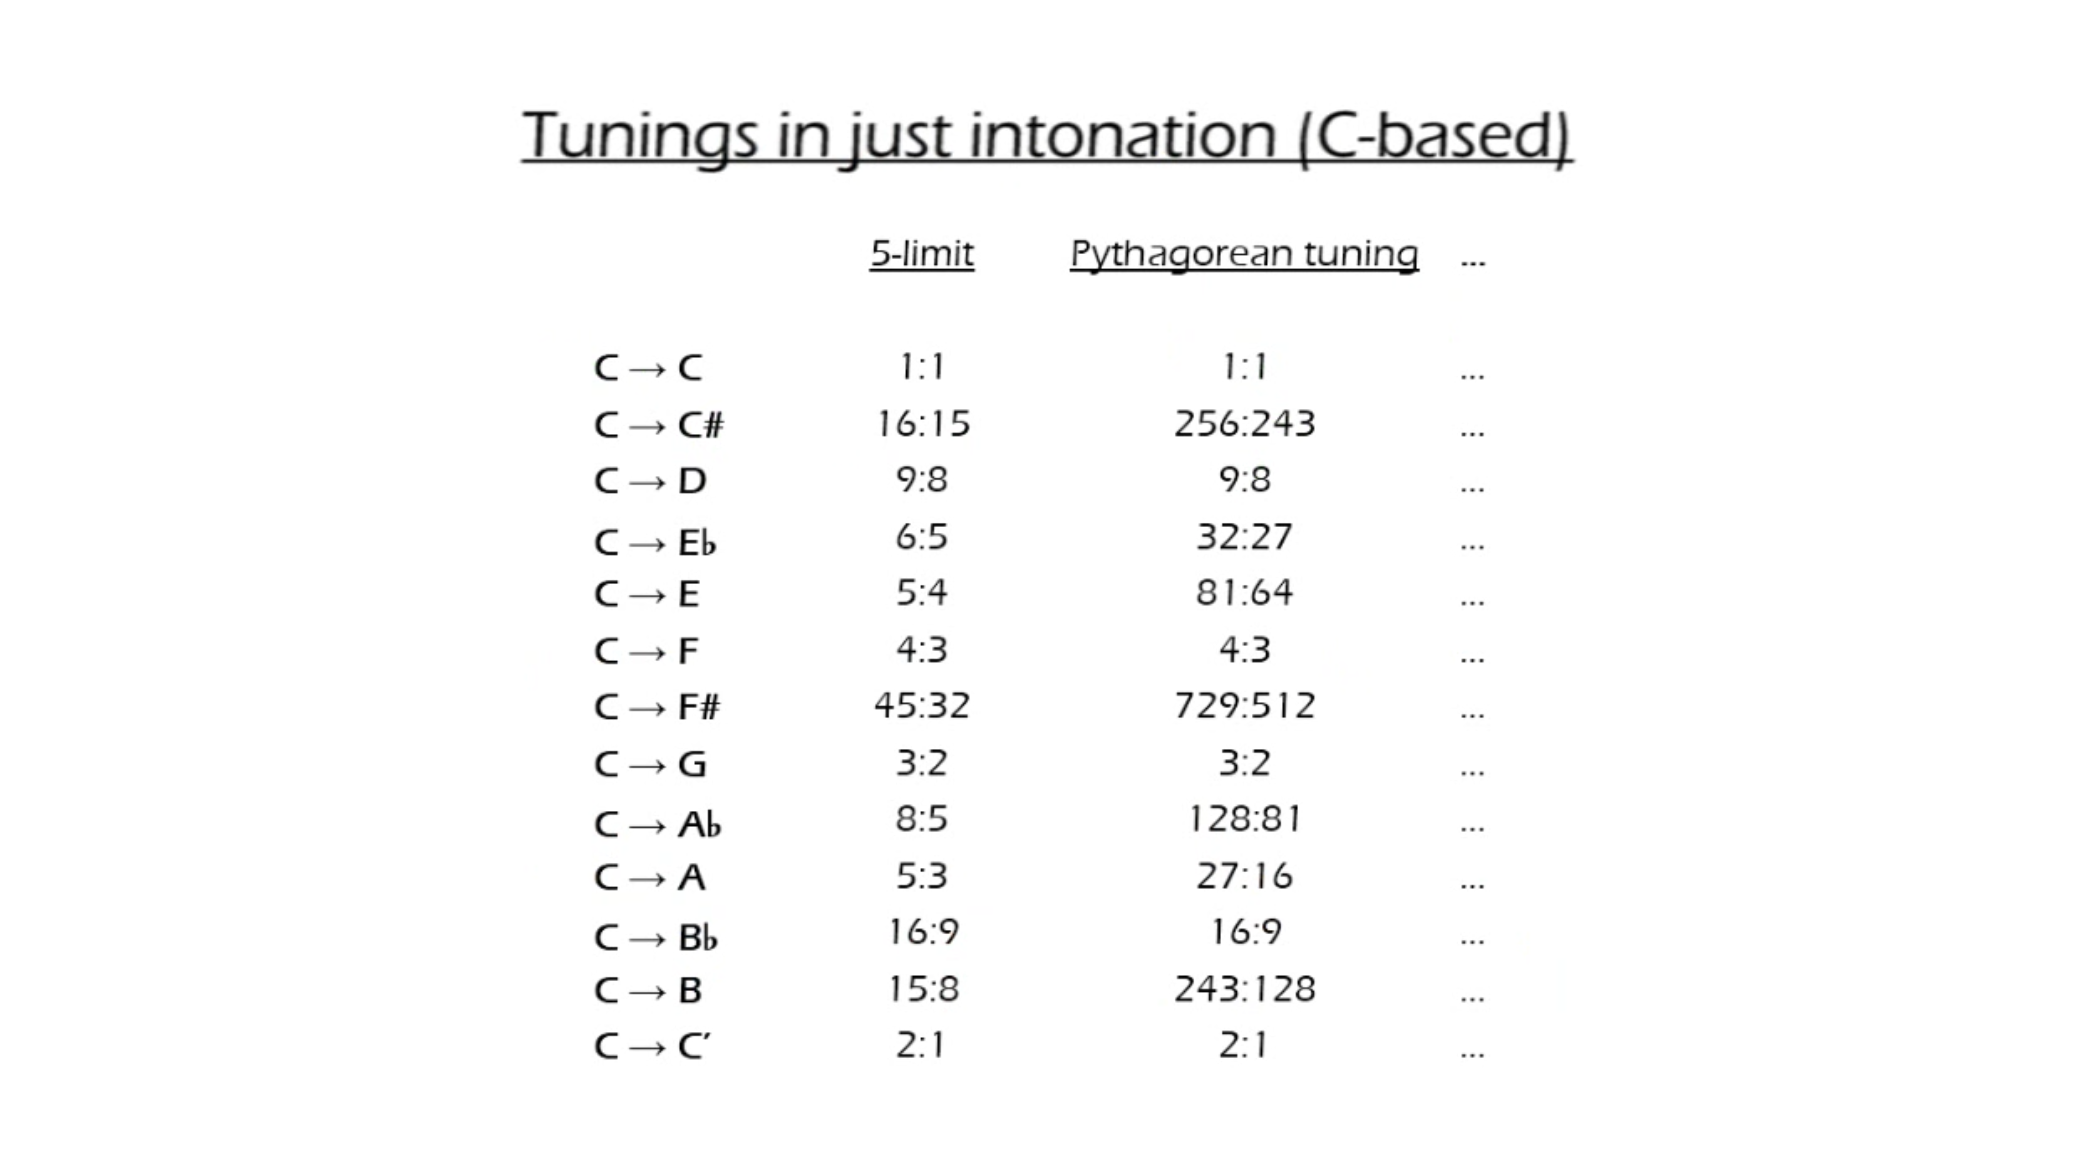 Tunings in just intonation (C-based)
5-limit Pythagorean tuning ...
C → C 1:1 1:1 ...
C → C# 16:15 256:243 ...
C → D 9:8 9:8 ...
C → E♭ 6:5 32:27 ...
C → E 5:4 81:64 ...
C → F 4:3 4:3 ...
C → F# 45:32 729:512 ...
C → G 3:2 3:2 ...
C → A♭ 8:5 128:81 ...
C → A 5:3 27:16 ...
C → B♭ 16:9 16:9 ...
C → B 15:8 243:128 ...
C → C′ 2:1 2:1 ...